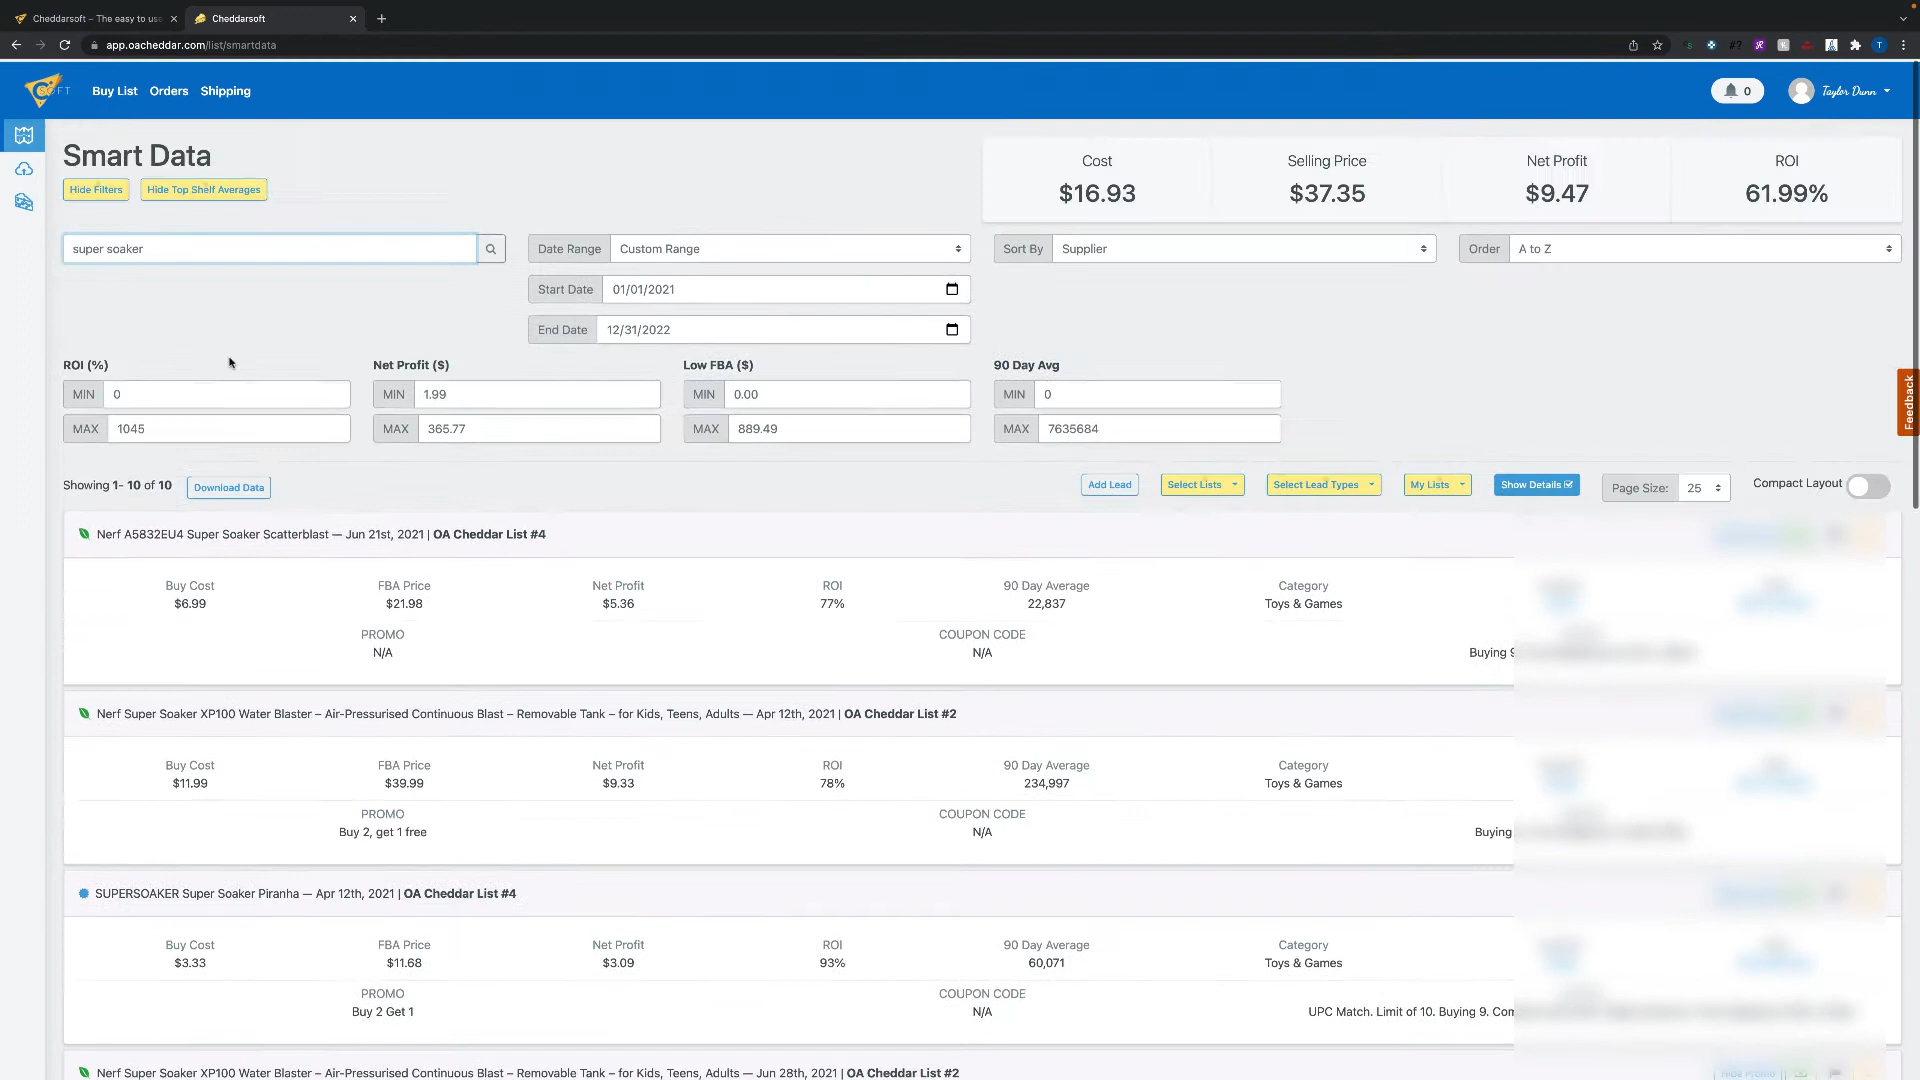 Cheddarsoft – The easy to use
Cheddarsoft
app.oacheddar.com/list/smartdata
Buy List Orders Shipping
0
Taylor Dunn
Smart Data
Hide Filters Hide Top Shelf Averages
Cost Selling Price Net Profit ROI
$16.93 $37.35 $9.47 61.99%
super soaker
Date Range Custom Range
Sort By Supplier
Order A to Z
Start Date 01/01/2021
End Date 12/31/2022
ROI (%) Net Profit ($) Low FBA ($) 90 Day Avg
MIN 0 MIN 1.99 MIN 0.00 MIN 0
MAX 1045 MAX 365.77 MAX 889.49 MAX 7635684
Feedback
Showing 1- 10 of 10 Download Data Add Lead Select Lists Select Lead Types My Lists Show Details Page Size: 25 Compact Layout
Nerf A5832EU4 Super Soaker Scatterblast — Jun 21st, 2021 | OA Cheddar List #4
Buy Cost FBA Price Net Profit ROI 90 Day Average Category
$6.99 $21.98 $5.36 77% 22,837 Toys & Games
PROMO COUPON CODE
N/A N/A Buying 9
Nerf Super Soaker XP100 Water Blaster – Air-Pressurised Continuous Blast – Removable Tank – for Kids, Teens, Adults — Apr 12th, 2021 | OA Cheddar List #2
Buy Cost FBA Price Net Profit ROI 90 Day Average Category
$11.99 $39.99 $9.33 78% 234,997 Toys & Games
PROMO COUPON CODE
Buy 2, get 1 free N/A Buying
SUPERSOAKER Super Soaker Piranha — Apr 12th, 2021 | OA Cheddar List #4
Buy Cost FBA Price Net Profit ROI 90 Day Average Category
$3.33 $11.68 $3.09 93% 60,071 Toys & Games
PROMO COUPON CODE
Buy 2 Get 1 N/A UPC Match. Limit of 10. Buying 9. Com
Nerf Super Soaker XP100 Water Blaster – Air-Pressurised Continuous Blast – Removable Tank – for Kids, Teens, Adults — Jun 28th, 2021 | OA Cheddar List #2